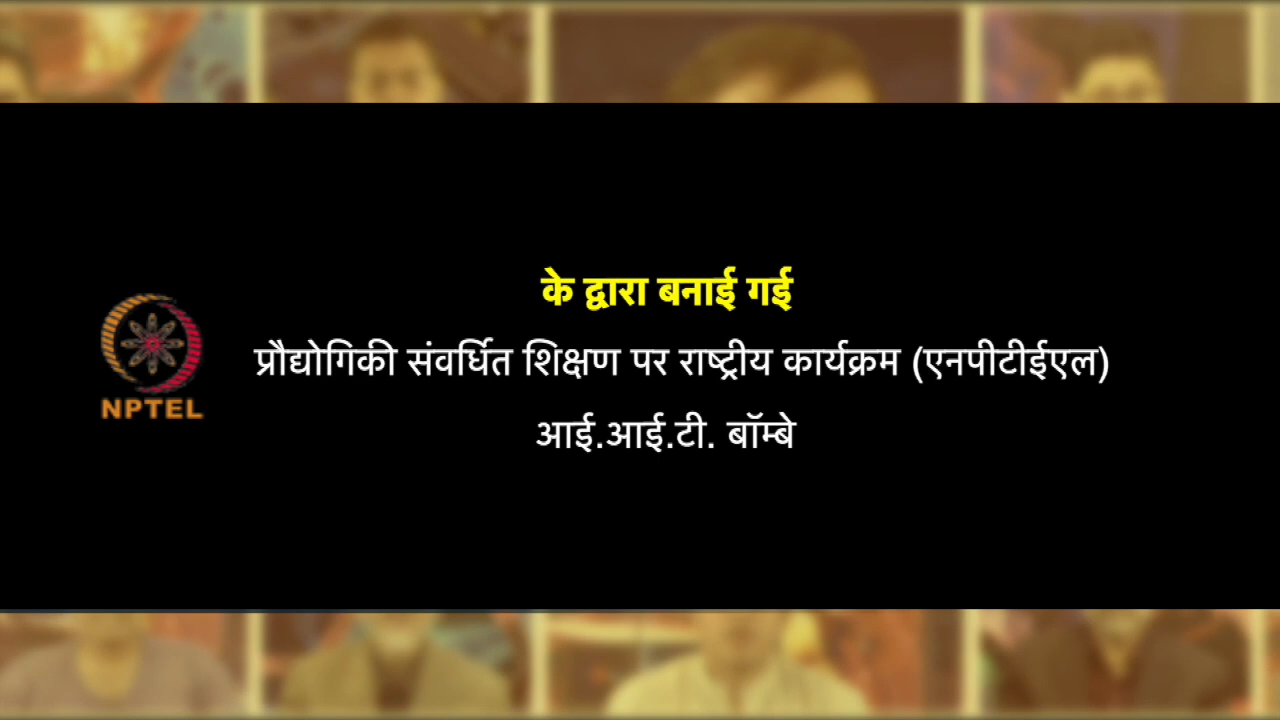 के द्वारा बनाई गई
प्रौद्योगिकी संवर्धित शिक्षण पर राष्ट्रीय कार्यक्रम (एनपीटीईएल)
आई.आई.टी. बॉम्बे
NPTEL